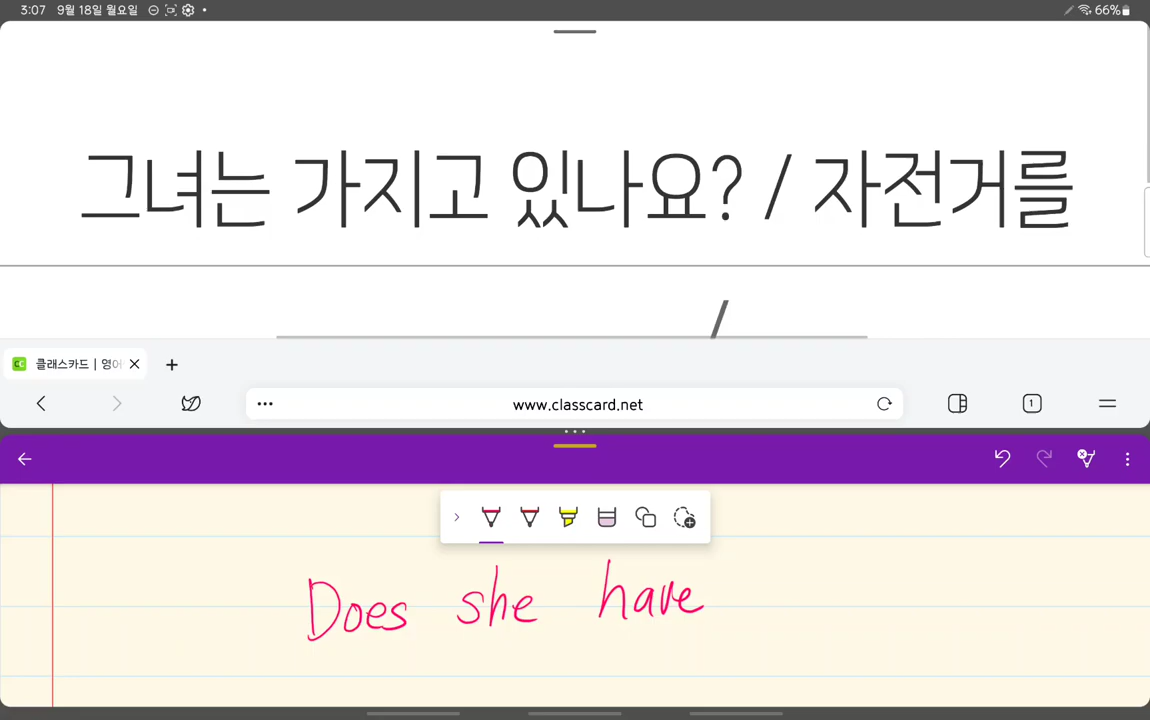 3:07 9월 18일 월요일 66%
그녀는 가지고 있나요? / 자전거를
/
클래스카드 | 영어
www.classcard.net
1
Does she have